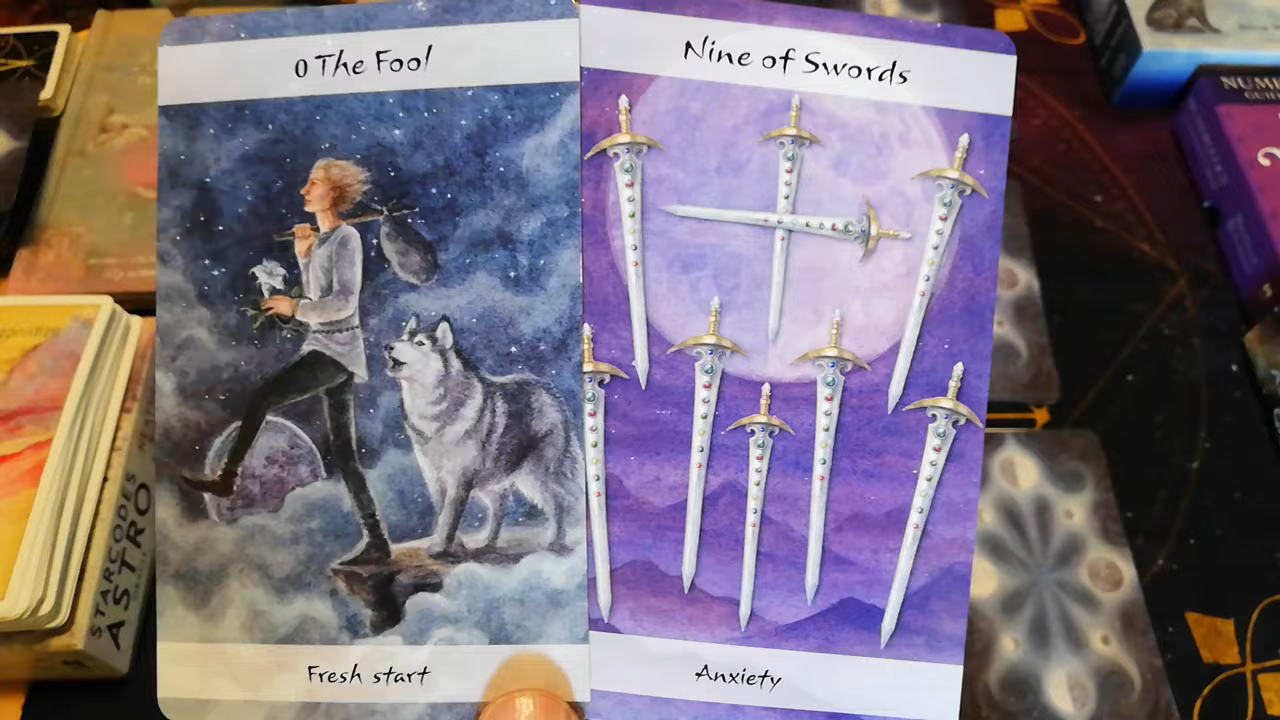 0 The Fool
Nine of Swords
Fresh start
Anxiety
STARCODES
ASTRO